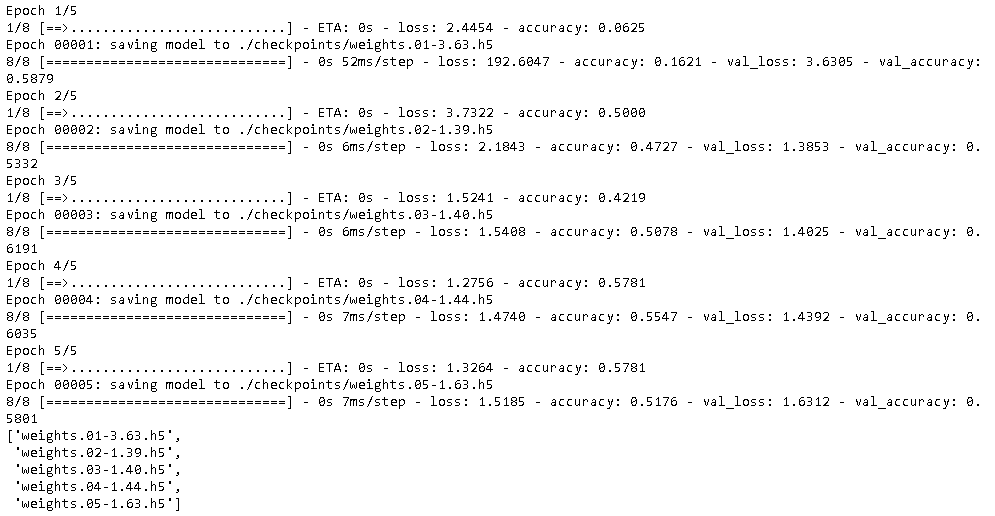 Epoch 1/5
1/8 [==>...........................] - ETA: 0s - loss: 2.4454 - accuracy: 0.0625
Epoch 00001: saving model to ./checkpoints/weights.01-3.63.h5
8/8 [==============================] - 0s 52ms/step - loss: 192.6047 - accuracy: 0.1621 - val_loss: 3.6305 - val_accuracy:
0.5879
Epoch 2/5
1/8 [==>...........................] - ETA: 0s - loss: 3.7322 - accuracy: 0.5000
Epoch 00002: saving model to ./checkpoints/weights.02-1.39.h5
8/8 [==============================] - 0s 6ms/step - loss: 2.1843 - accuracy: 0.4727 - val_loss: 1.3853 - val_accuracy: 0.
5332
Epoch 3/5
1/8 [==>...........................] - ETA: 0s - loss: 1.5241 - accuracy: 0.4219
Epoch 00003: saving model to ./checkpoints/weights.03-1.40.h5
8/8 [==============================] - 0s 6ms/step - loss: 1.5408 - accuracy: 0.5078 - val_loss: 1.4025 - val_accuracy: 0.
6191
Epoch 4/5
1/8 [==>...........................] - ETA: 0s - loss: 1.2756 - accuracy: 0.5781
Epoch 00004: saving model to ./checkpoints/weights.04-1.44.h5
8/8 [==============================] - 0s 7ms/step - loss: 1.4740 - accuracy: 0.5547 - val_loss: 1.4392 - val_accuracy: 0.
6035
Epoch 5/5
1/8 [==>...........................] - ETA: 0s - loss: 1.3264 - accuracy: 0.5781
Epoch 00005: saving model to ./checkpoints/weights.05-1.63.h5
8/8 [==============================] - 0s 7ms/step - loss: 1.5185 - accuracy: 0.5176 - val_loss: 1.6312 - val_accuracy: 0.
5801
['weights.01-3.63.h5',
 'weights.02-1.39.h5',
 'weights.03-1.40.h5',
 'weights.04-1.44.h5',
 'weights.05-1.63.h5']